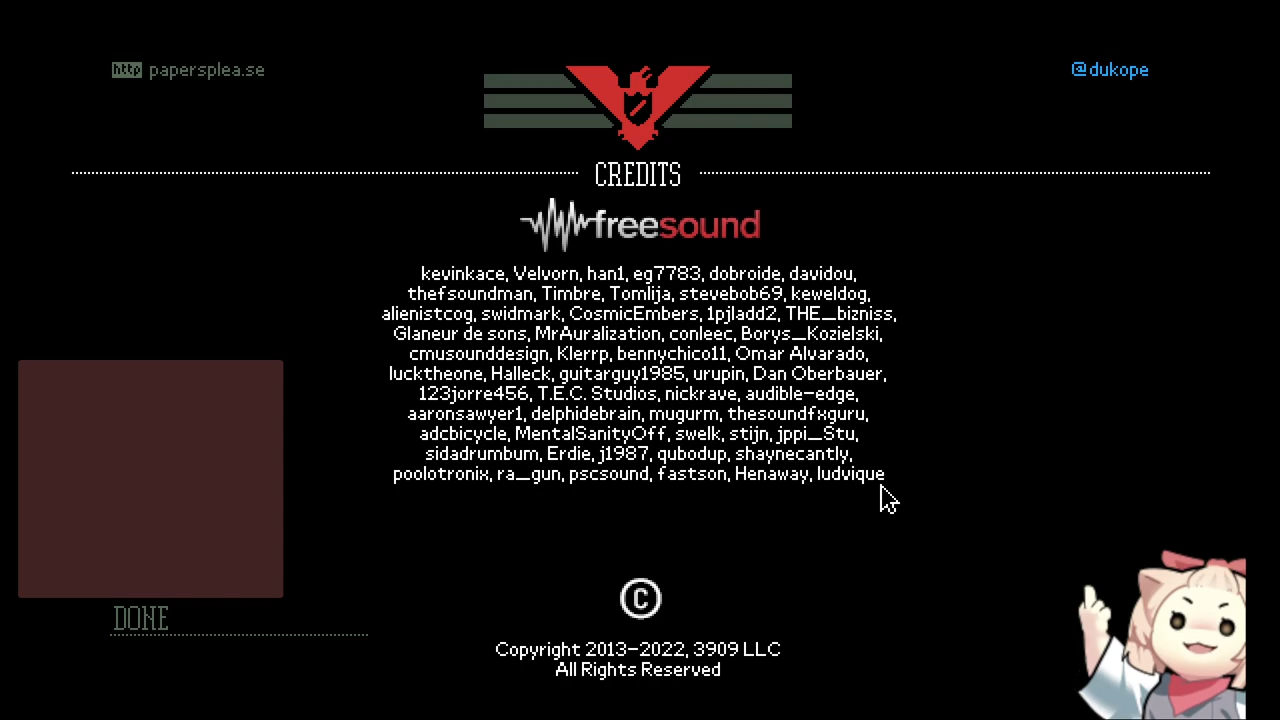 http papersplea.se
@dukope
CREDITS
freesound
kevinkace, Velvorn, han1, eg7783, dobroide, davidou,
thefsoundman, Timbre, Tomlija, stevebob69, keweldog,
alienistcog, swidmark, CosmicEmbers, 1pjladd2, THE_bizniss,
Glaneur de sons, MrAuralization, conleec, Borys_Kozielski,
cmusounddesign, Klerrp, bennychico11, Omar Alvarado,
lucktheone, Halleck, guitarguy1985, urupin, Dan Oberbauer,
123jorre456, T.E.C. Studios, nickrave, audible-edge,
aaronsawyer1, delphidebrain, mugurm, thesoundfxguru,
adcbicycle, MentalSanityOff, swelk, stijn, jppi_Stu,
sidadrumbum, Erdie, j1987, qubodup, shaynecantly,
poolotronix, ra_gun, pscsound, fastson, Henaway, ludvique
©
DONE
Copyright 2013-2022, 3909 LLC
All Rights Reserved